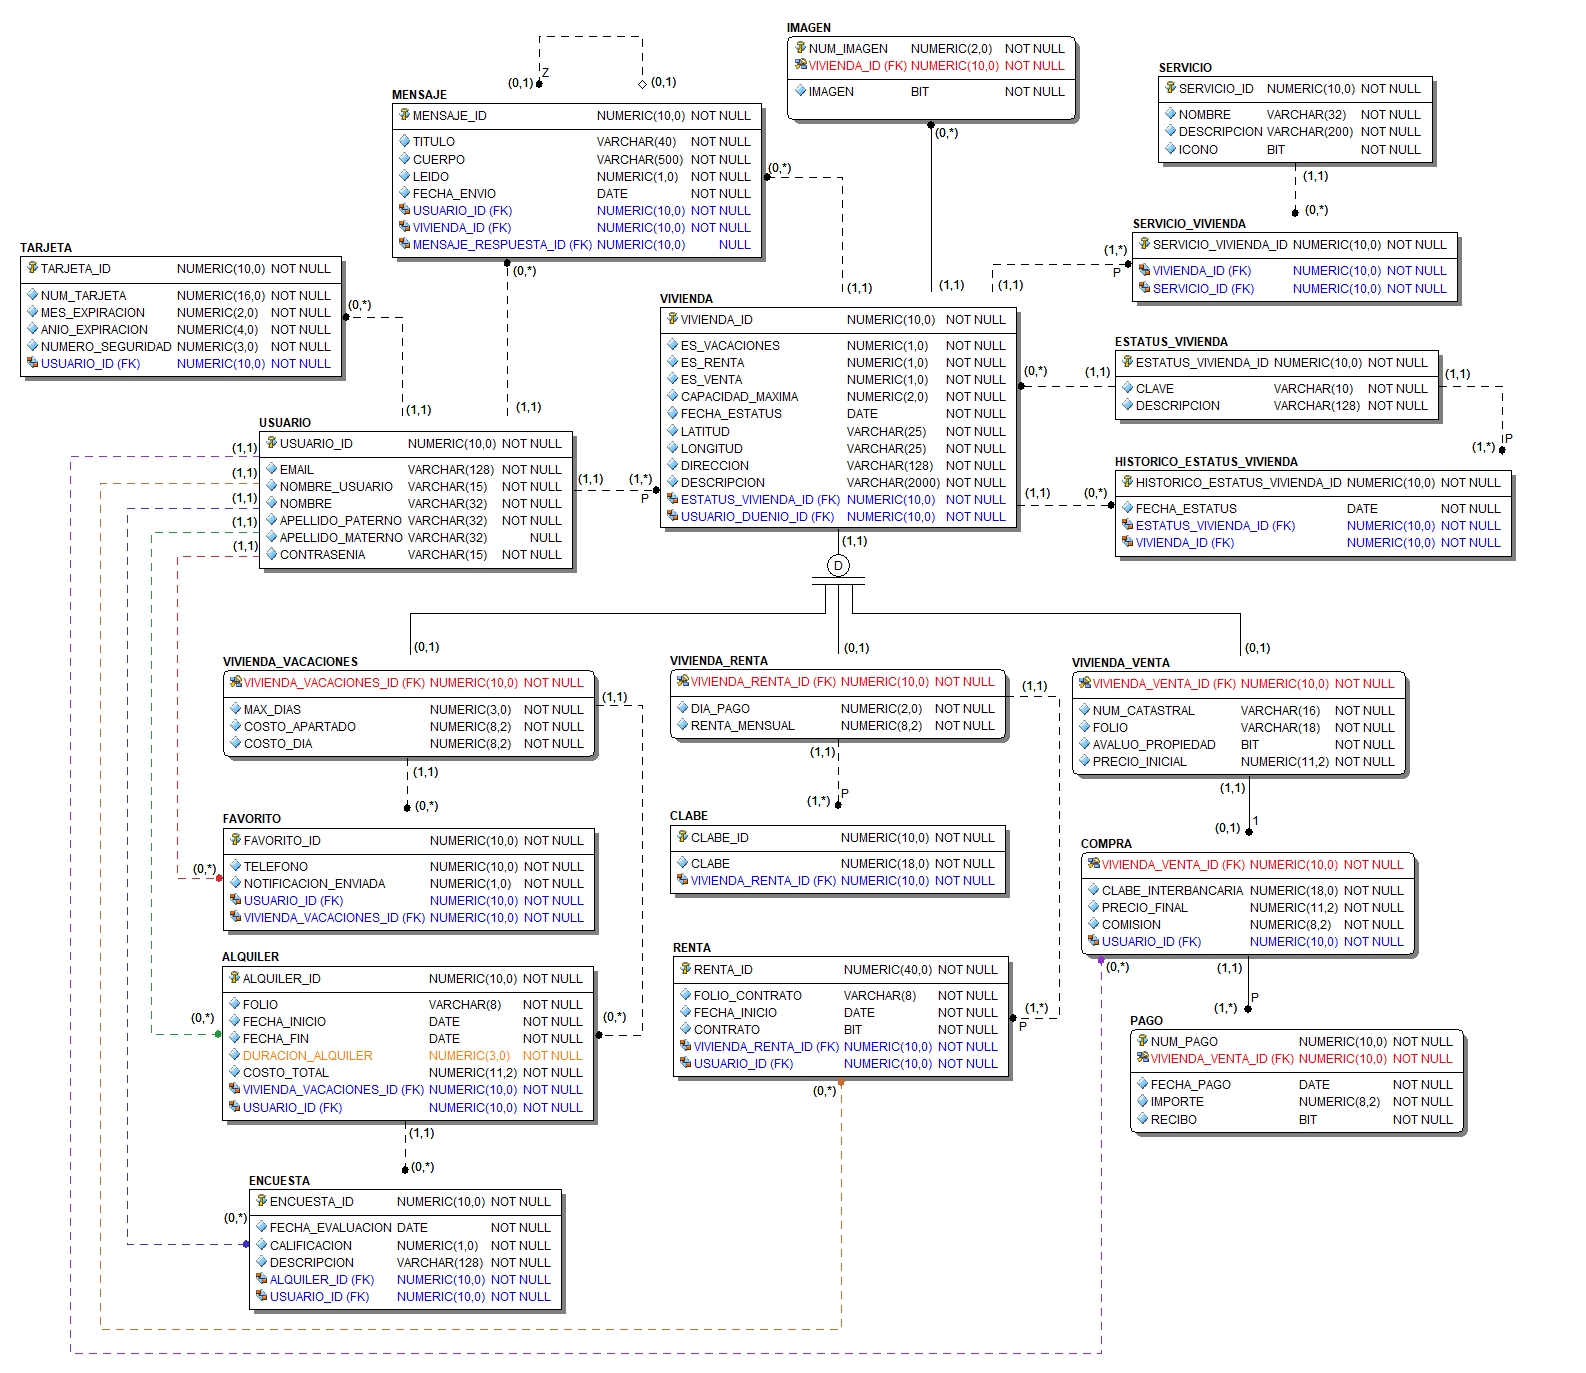 IMAGEN
NUM_IMAGEN NUMERIC(2,0) NOT NULL
VIVIENDA_ID (FK) NUMERIC(10,0) NOT NULL
IMAGEN BIT NOT NULL
(0,*)
(1,1)
SERVICIO
SERVICIO_ID NUMERIC(10,0) NOT NULL
NOMBRE VARCHAR(32) NOT NULL
DESCRIPCION VARCHAR(200) NOT NULL
ICONO BIT NOT NULL
(1,1)
(0,*)
Z
(0,1)
(0,1)
MENSAJE
MENSAJE_ID NUMERIC(10,0) NOT NULL
TITULO VARCHAR(40) NOT NULL
CUERPO VARCHAR(500) NOT NULL
LEIDO NUMERIC(1,0) NOT NULL
FECHA_ENVIO DATE NOT NULL
USUARIO_ID (FK) NUMERIC(10,0) NOT NULL
VIVIENDA_ID (FK) NUMERIC(10,0) NOT NULL
MENSAJE_RESPUESTA_ID (FK) NUMERIC(10,0) NULL
(0,*)
(1,1)
(0,*)
(1,1)
SERVICIO_VIVIENDA
SERVICIO_VIVIENDA_ID NUMERIC(10,0) NOT NULL
VIVIENDA_ID (FK) NUMERIC(10,0) NOT NULL
SERVICIO_ID (FK) NUMERIC(10,0) NOT NULL
(1,*)
P
(1,1)
TARJETA
TARJETA_ID NUMERIC(10,0) NOT NULL
NUM_TARJETA NUMERIC(16,0) NOT NULL
MES_EXPIRACION NUMERIC(2,0) NOT NULL
ANIO_EXPIRACION NUMERIC(4,0) NOT NULL
NUMERO_SEGURIDAD NUMERIC(3,0) NOT NULL
USUARIO_ID (FK) NUMERIC(10,0) NOT NULL
(0,*)
(1,1)
VIVIENDA
VIVIENDA_ID NUMERIC(10,0) NOT NULL
ES_VACACIONES NUMERIC(1,0) NOT NULL
ES_RENTA NUMERIC(1,0) NOT NULL
ES_VENTA NUMERIC(1,0) NOT NULL
CAPACIDAD_MAXIMA NUMERIC(2,0) NOT NULL
FECHA_ESTATUS DATE NOT NULL
LATITUD VARCHAR(25) NOT NULL
LONGITUD VARCHAR(25) NOT NULL
DIRECCION VARCHAR(128) NOT NULL
DESCRIPCION VARCHAR(2000) NOT NULL
ESTATUS_VIVIENDA_ID (FK) NUMERIC(10,0) NOT NULL
USUARIO_DUENIO_ID (FK) NUMERIC(10,0) NOT NULL
ESTATUS_VIVIENDA
ESTATUS_VIVIENDA_ID NUMERIC(10,0) NOT NULL
CLAVE VARCHAR(10) NOT NULL
DESCRIPCION VARCHAR(128) NOT NULL
(0,*)
(1,1)
(1,1)
P
(1,*)
HISTORICO_ESTATUS_VIVIENDA
HISTORICO_ESTATUS_VIVIENDA_ID NUMERIC(10,0) NOT NULL
FECHA_ESTATUS DATE NOT NULL
ESTATUS_VIVIENDA_ID (FK) NUMERIC(10,0) NOT NULL
VIVIENDA_ID (FK) NUMERIC(10,0) NOT NULL
(1,1)
(0,*)
USUARIO
USUARIO_ID NUMERIC(10,0) NOT NULL
EMAIL VARCHAR(128) NOT NULL
NOMBRE_USUARIO VARCHAR(15) NOT NULL
NOMBRE VARCHAR(32) NOT NULL
APELLIDO_PATERNO VARCHAR(32) NOT NULL
APELLIDO_MATERNO VARCHAR(32) NULL
CONTRASENIA VARCHAR(15) NOT NULL
(1,1)
(1,1)
(1,1)
(1,1)
(1,1)
(1,1)
(1,*)
P
(1,1)
D
(0,1)
(0,1)
(0,1)
VIVIENDA_VACACIONES
VIVIENDA_VACACIONES_ID (FK) NUMERIC(10,0) NOT NULL
MAX_DIAS NUMERIC(3,0) NOT NULL
COSTO_APARTADO NUMERIC(8,2) NOT NULL
COSTO_DIA NUMERIC(8,2) NOT NULL
(1,1)
(1,1)
(0,*)
VIVIENDA_RENTA
VIVIENDA_RENTA_ID (FK) NUMERIC(10,0) NOT NULL
DIA_PAGO NUMERIC(2,0) NOT NULL
RENTA_MENSUAL NUMERIC(8,2) NOT NULL
(1,1)
(1,1)
P
(1,*)
VIVIENDA_VENTA
VIVIENDA_VENTA_ID (FK) NUMERIC(10,0) NOT NULL
NUM_CATASTRAL VARCHAR(16) NOT NULL
FOLIO VARCHAR(18) NOT NULL
AVALUO_PROPIEDAD BIT NOT NULL
PRECIO_INICIAL NUMERIC(11,2) NOT NULL
(1,1)
1
(0,1)
FAVORITO
FAVORITO_ID NUMERIC(10,0) NOT NULL
TELEFONO NUMERIC(10,0) NOT NULL
NOTIFICACION_ENVIADA NUMERIC(1,0) NOT NULL
USUARIO_ID (FK) NUMERIC(10,0) NOT NULL
VIVIENDA_VACACIONES_ID (FK) NUMERIC(10,0) NOT NULL
(0,*)
CLABE
CLABE_ID NUMERIC(10,0) NOT NULL
CLABE NUMERIC(18,0) NOT NULL
VIVIENDA_RENTA_ID (FK) NUMERIC(10,0) NOT NULL
COMPRA
VIVIENDA_VENTA_ID (FK) NUMERIC(10,0) NOT NULL
CLABE_INTERBANCARIA NUMERIC(18,0) NOT NULL
PRECIO_FINAL NUMERIC(11,2) NOT NULL
COMISION NUMERIC(8,2) NOT NULL
USUARIO_ID (FK) NUMERIC(10,0) NOT NULL
(0,*)
(1,1)
P
(1,*)
ALQUILER
ALQUILER_ID NUMERIC(10,0) NOT NULL
FOLIO VARCHAR(8) NOT NULL
FECHA_INICIO DATE NOT NULL
FECHA_FIN DATE NOT NULL
DURACION_ALQUILER NUMERIC(3,0) NOT NULL
COSTO_TOTAL NUMERIC(11,2) NOT NULL
VIVIENDA_VACACIONES_ID (FK) NUMERIC(10,0) NOT NULL
USUARIO_ID (FK) NUMERIC(10,0) NOT NULL
(0,*)
(0,*)
(1,1)
(0,*)
RENTA
RENTA_ID NUMERIC(40,0) NOT NULL
FOLIO_CONTRATO VARCHAR(8) NOT NULL
FECHA_INICIO DATE NOT NULL
CONTRATO BIT NOT NULL
VIVIENDA_RENTA_ID (FK) NUMERIC(10,0) NOT NULL
USUARIO_ID (FK) NUMERIC(10,0) NOT NULL
(1,*)
P
(0,*)
PAGO
NUM_PAGO NUMERIC(10,0) NOT NULL
VIVIENDA_VENTA_ID (FK) NUMERIC(10,0) NOT NULL
FECHA_PAGO DATE NOT NULL
IMPORTE NUMERIC(8,2) NOT NULL
RECIBO BIT NOT NULL
ENCUESTA
ENCUESTA_ID NUMERIC(10,0) NOT NULL
FECHA_EVALUACION DATE NOT NULL
CALIFICACION NUMERIC(1,0) NOT NULL
DESCRIPCION VARCHAR(128) NOT NULL
ALQUILER_ID (FK) NUMERIC(10,0) NOT NULL
USUARIO_ID (FK) NUMERIC(10,0) NOT NULL
(0,*)